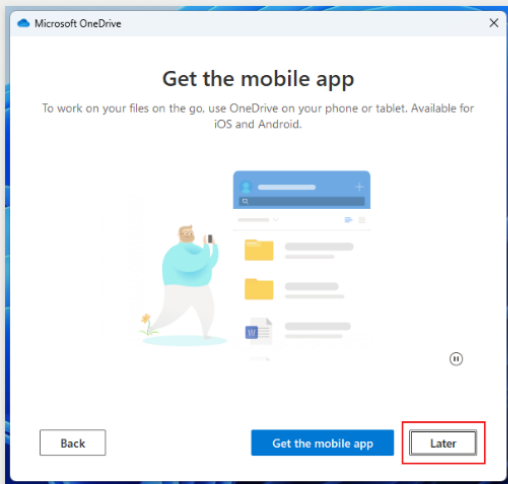 Microsoft OneDrive
Get the mobile app
To work on your files on the go, use OneDrive on your phone or tablet. Available for
iOS and Android.
Back
Get the mobile app
Later